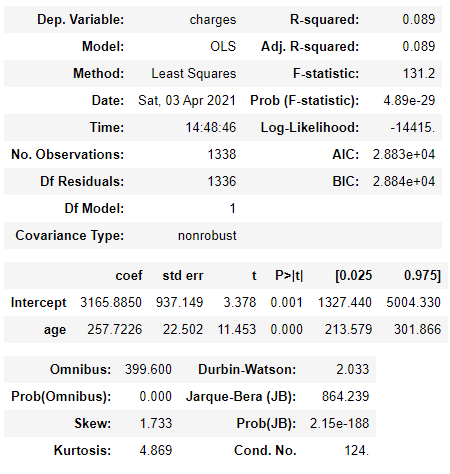 Dep. Variable: charges R-squared: 0.089
Model: OLS Adj. R-squared: 0.089
Method: Least Squares F-statistic: 131.2
Date: Sat, 03 Apr 2021 Prob (F-statistic): 4.89e-29
Time: 14:48:46 Log-Likelihood: -14415.
No. Observations: 1338 AIC: 2.883e+04
Df Residuals: 1336 BIC: 2.884e+04
Df Model: 1
Covariance Type: nonrobust
coef std err t P>|t| [0.025 0.975]
Intercept 3165.8850 937.149 3.378 0.001 1327.440 5004.330
age 257.7226 22.502 11.453 0.000 213.579 301.866
Omnibus: 399.600 Durbin-Watson: 2.033
Prob(Omnibus): 0.000 Jarque-Bera (JB): 864.239
Skew: 1.733 Prob(JB): 2.15e-188
Kurtosis: 4.869 Cond. No. 124.